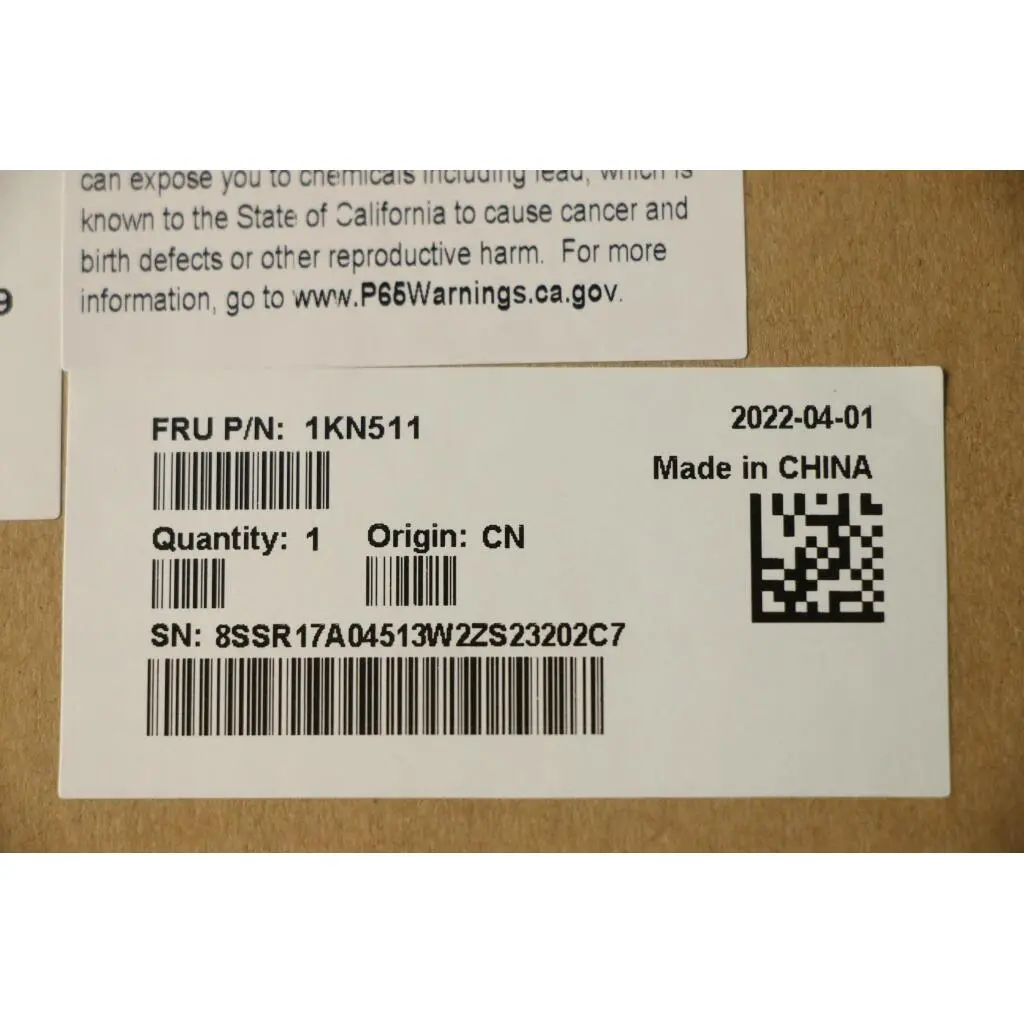 can expose you to chemicals including lead, which is
known to the State of California to cause cancer and
birth defects or other reproductive harm. For more
information, go to www.P65Warnings.ca.gov.
9
FRU P/N: 1KN511
2022-04-01
Made in CHINA
Quantity: 1 Origin: CN
SN: 8SSR17A04513W2ZS23202C7